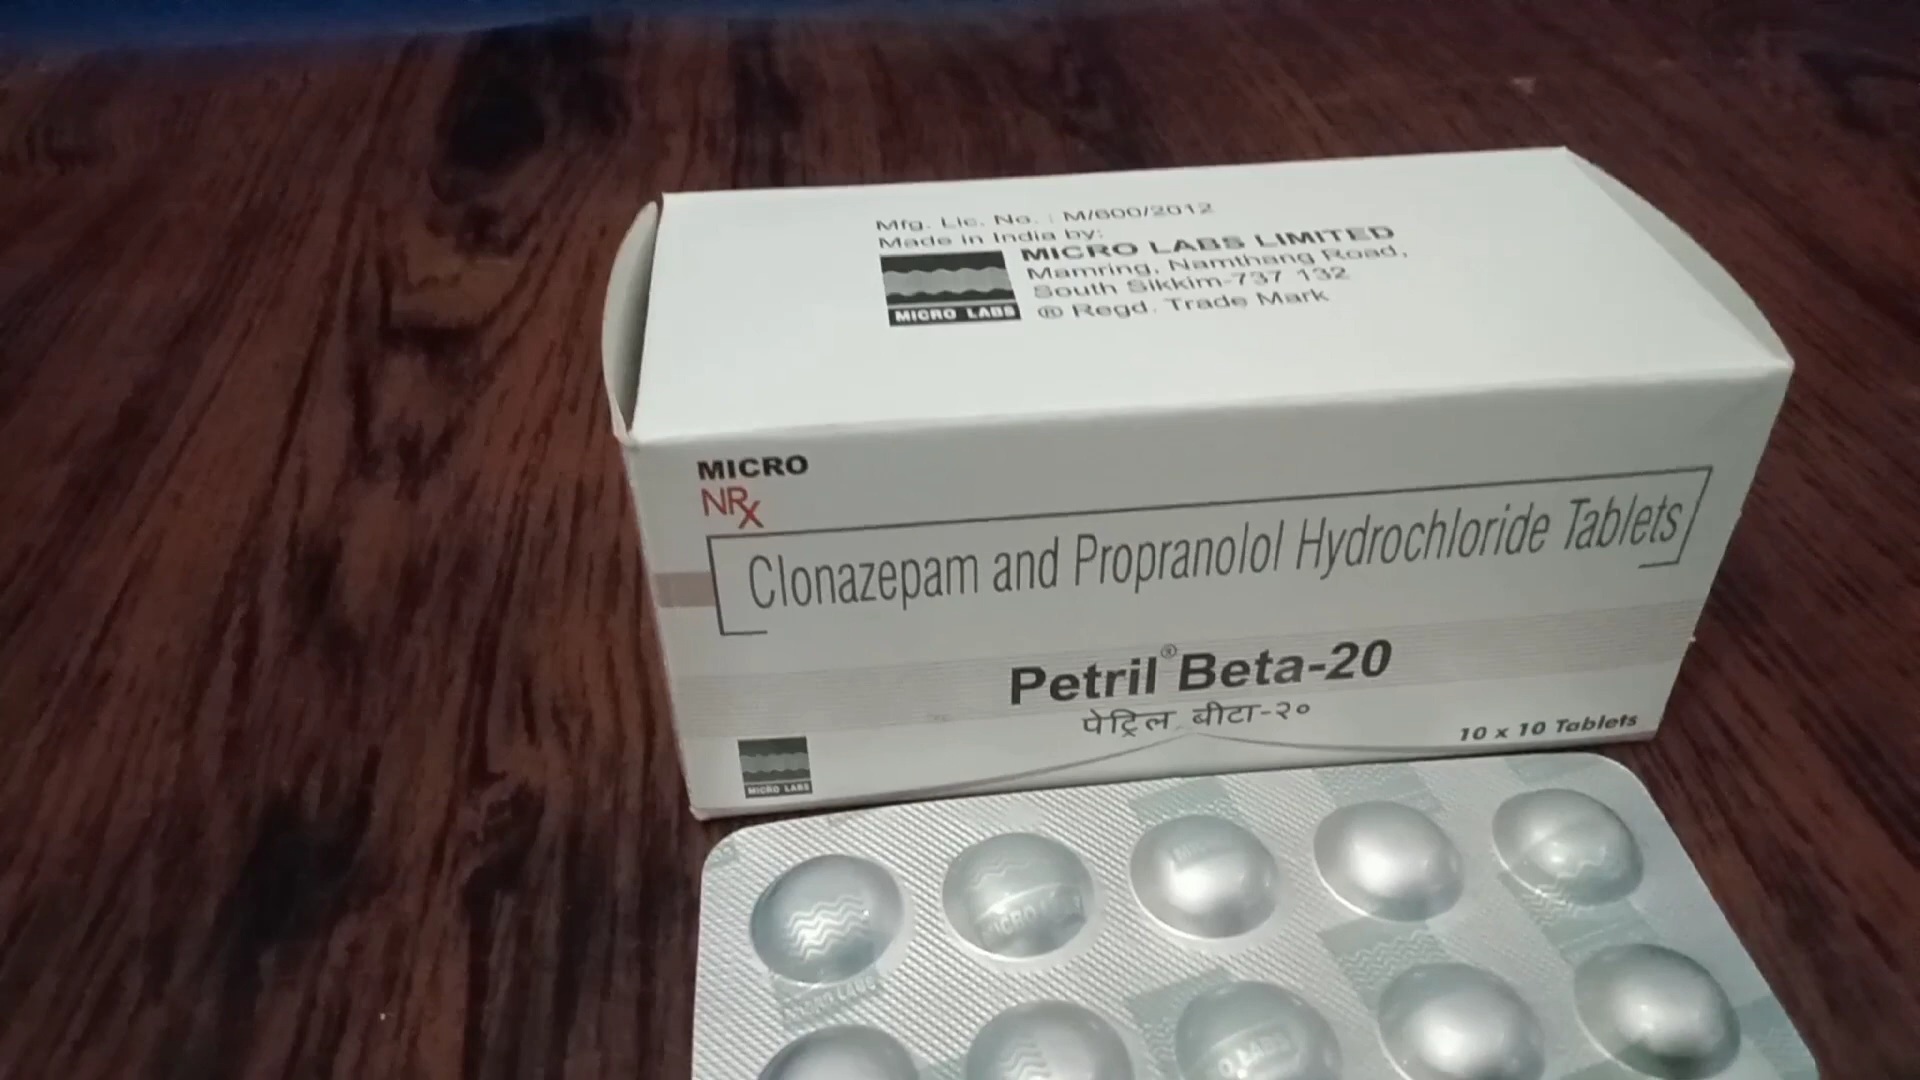 Mfg. Lic. No. : M/600/2012
Made in India by:
MICRO LABS LIMITED
Mamring, Namthang Road,
South Sikkim-737 132
® Regd. Trade Mark
MICRO LABS
MICRO
NRx
Clonazepam and Propranolol Hydrochloride Tablets
Petril® Beta-20
पेट्रिल बीटा-२०
10 x 10 Tablets
MICRO LABS
MICRO LABS